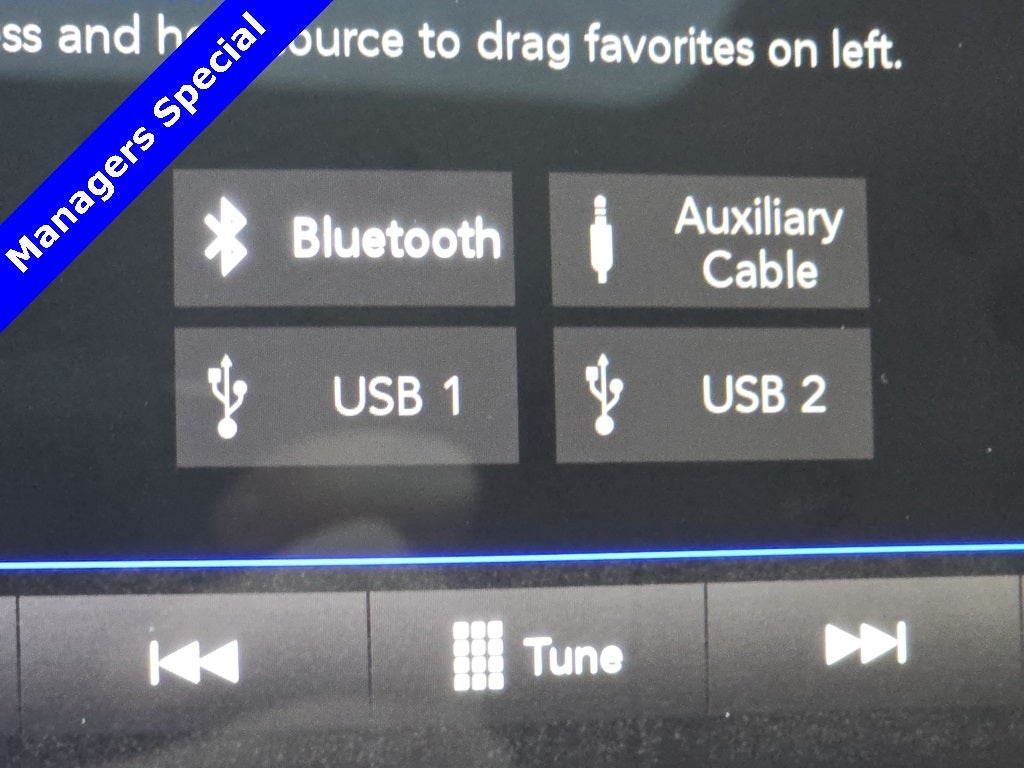 ss and h ource to drag favorites on left.
Managers Special
Bluetooth
Auxiliary
Cable
USB 1
USB 2
Tune